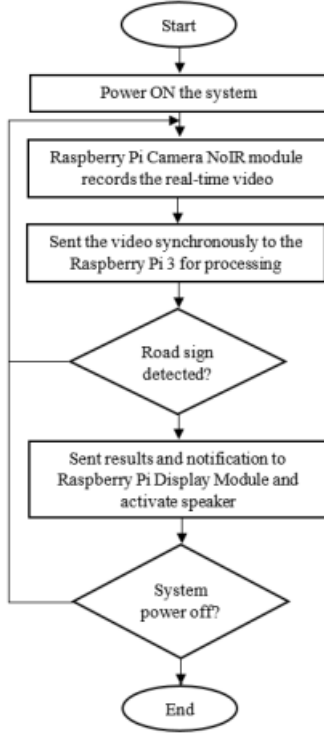 Start
Power ON the system
Raspberry Pi Camera NoIR module
records the real-time video
Sent the video synchronously to the
Raspberry Pi 3 for processing
Road sign
detected?
Sent results and notification to
Raspberry Pi Display Module and
activate speaker
System
power off?
End